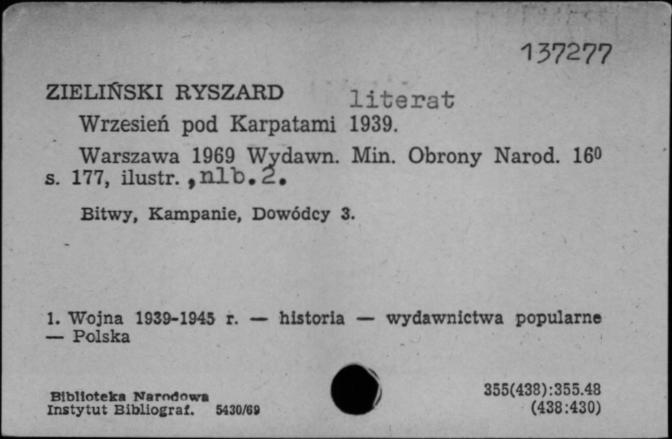 137277
ZIELIŃSKI RYSZARD literat
Wrzesień pod Karpatami 1939.
Warszawa 1969 Wydawn. Min. Obrony Narod. 16⁰
s. 177, ilustr. ,nlb.2.
Bitwy, Kampanie, Dowódcy 3.
1. Wojna 1939-1945 r. — historia — wydawnictwa popularne
— Polska
Biblioteka Narodowa
Instytut Bibliograf. 5430/69
355(438):355.48
(438:430)